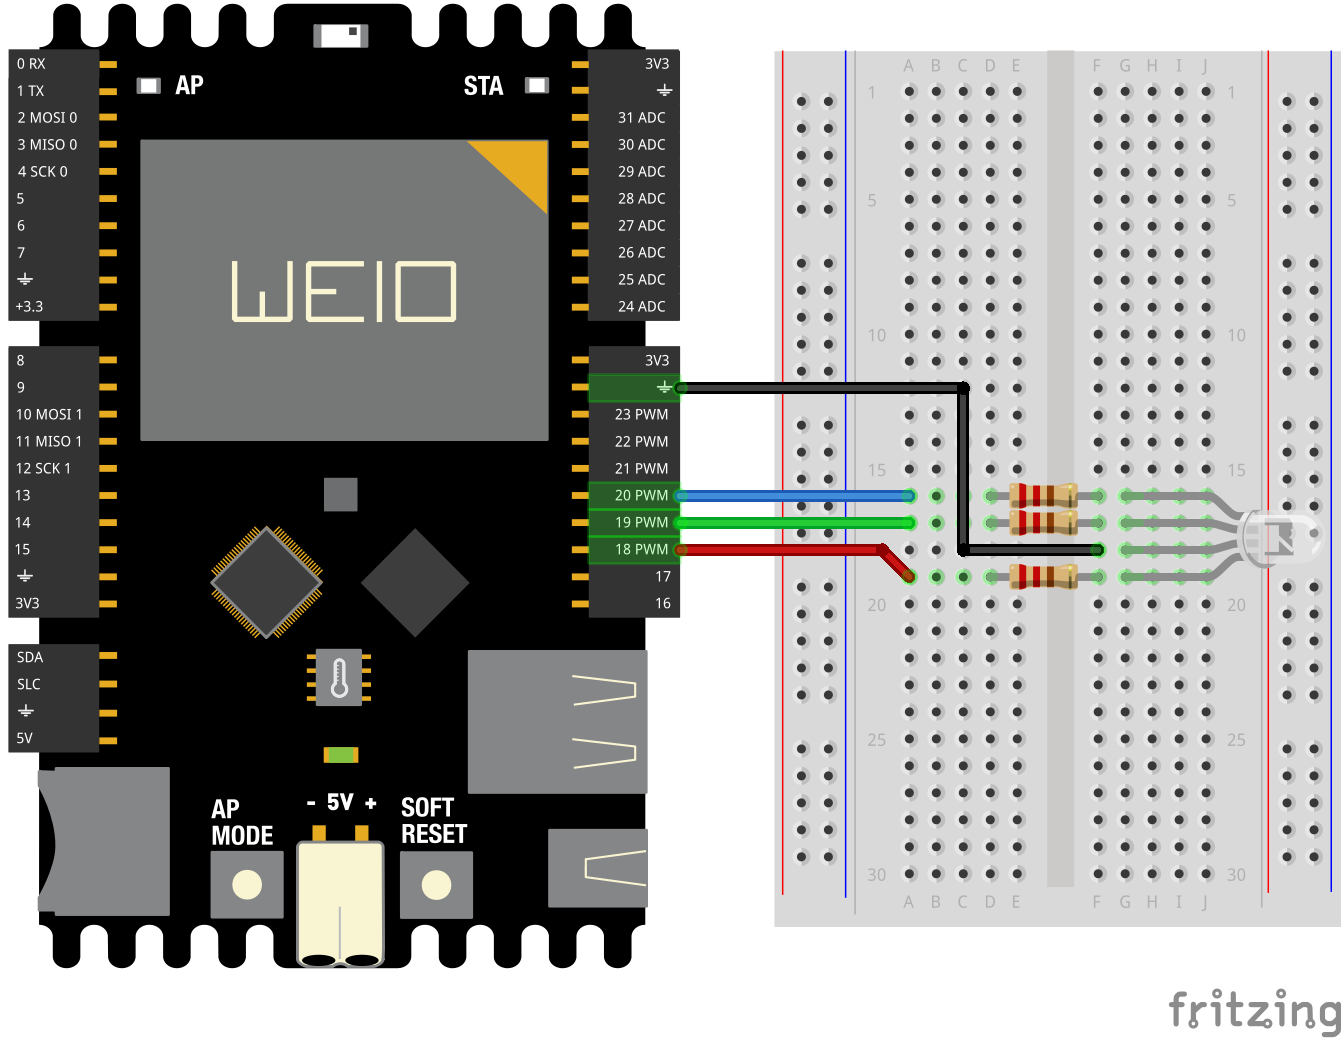 AP
STA
0 RX
1 TX
2 MOSI 0
3 MISO 0
4 SCK 0
5
6
7
+3.3
8
9
10 MOSI 1
11 MISO 1
12 SCK 1
13
14
15
3V3
SDA
SLC
5V
WEIO
3V3
31 ADC
30 ADC
29 ADC
28 ADC
27 ADC
26 ADC
25 ADC
24 ADC
3V3
23 PWM
22 PWM
21 PWM
20 PWM
19 PWM
18 PWM
17
16
AP
MODE
- 5V +
SOFT
RESET
A B C D E F G H I J
1 1
5 5
10 10
15 15
20 20
25 25
30 30
A B C D E F G H I J
fritzing